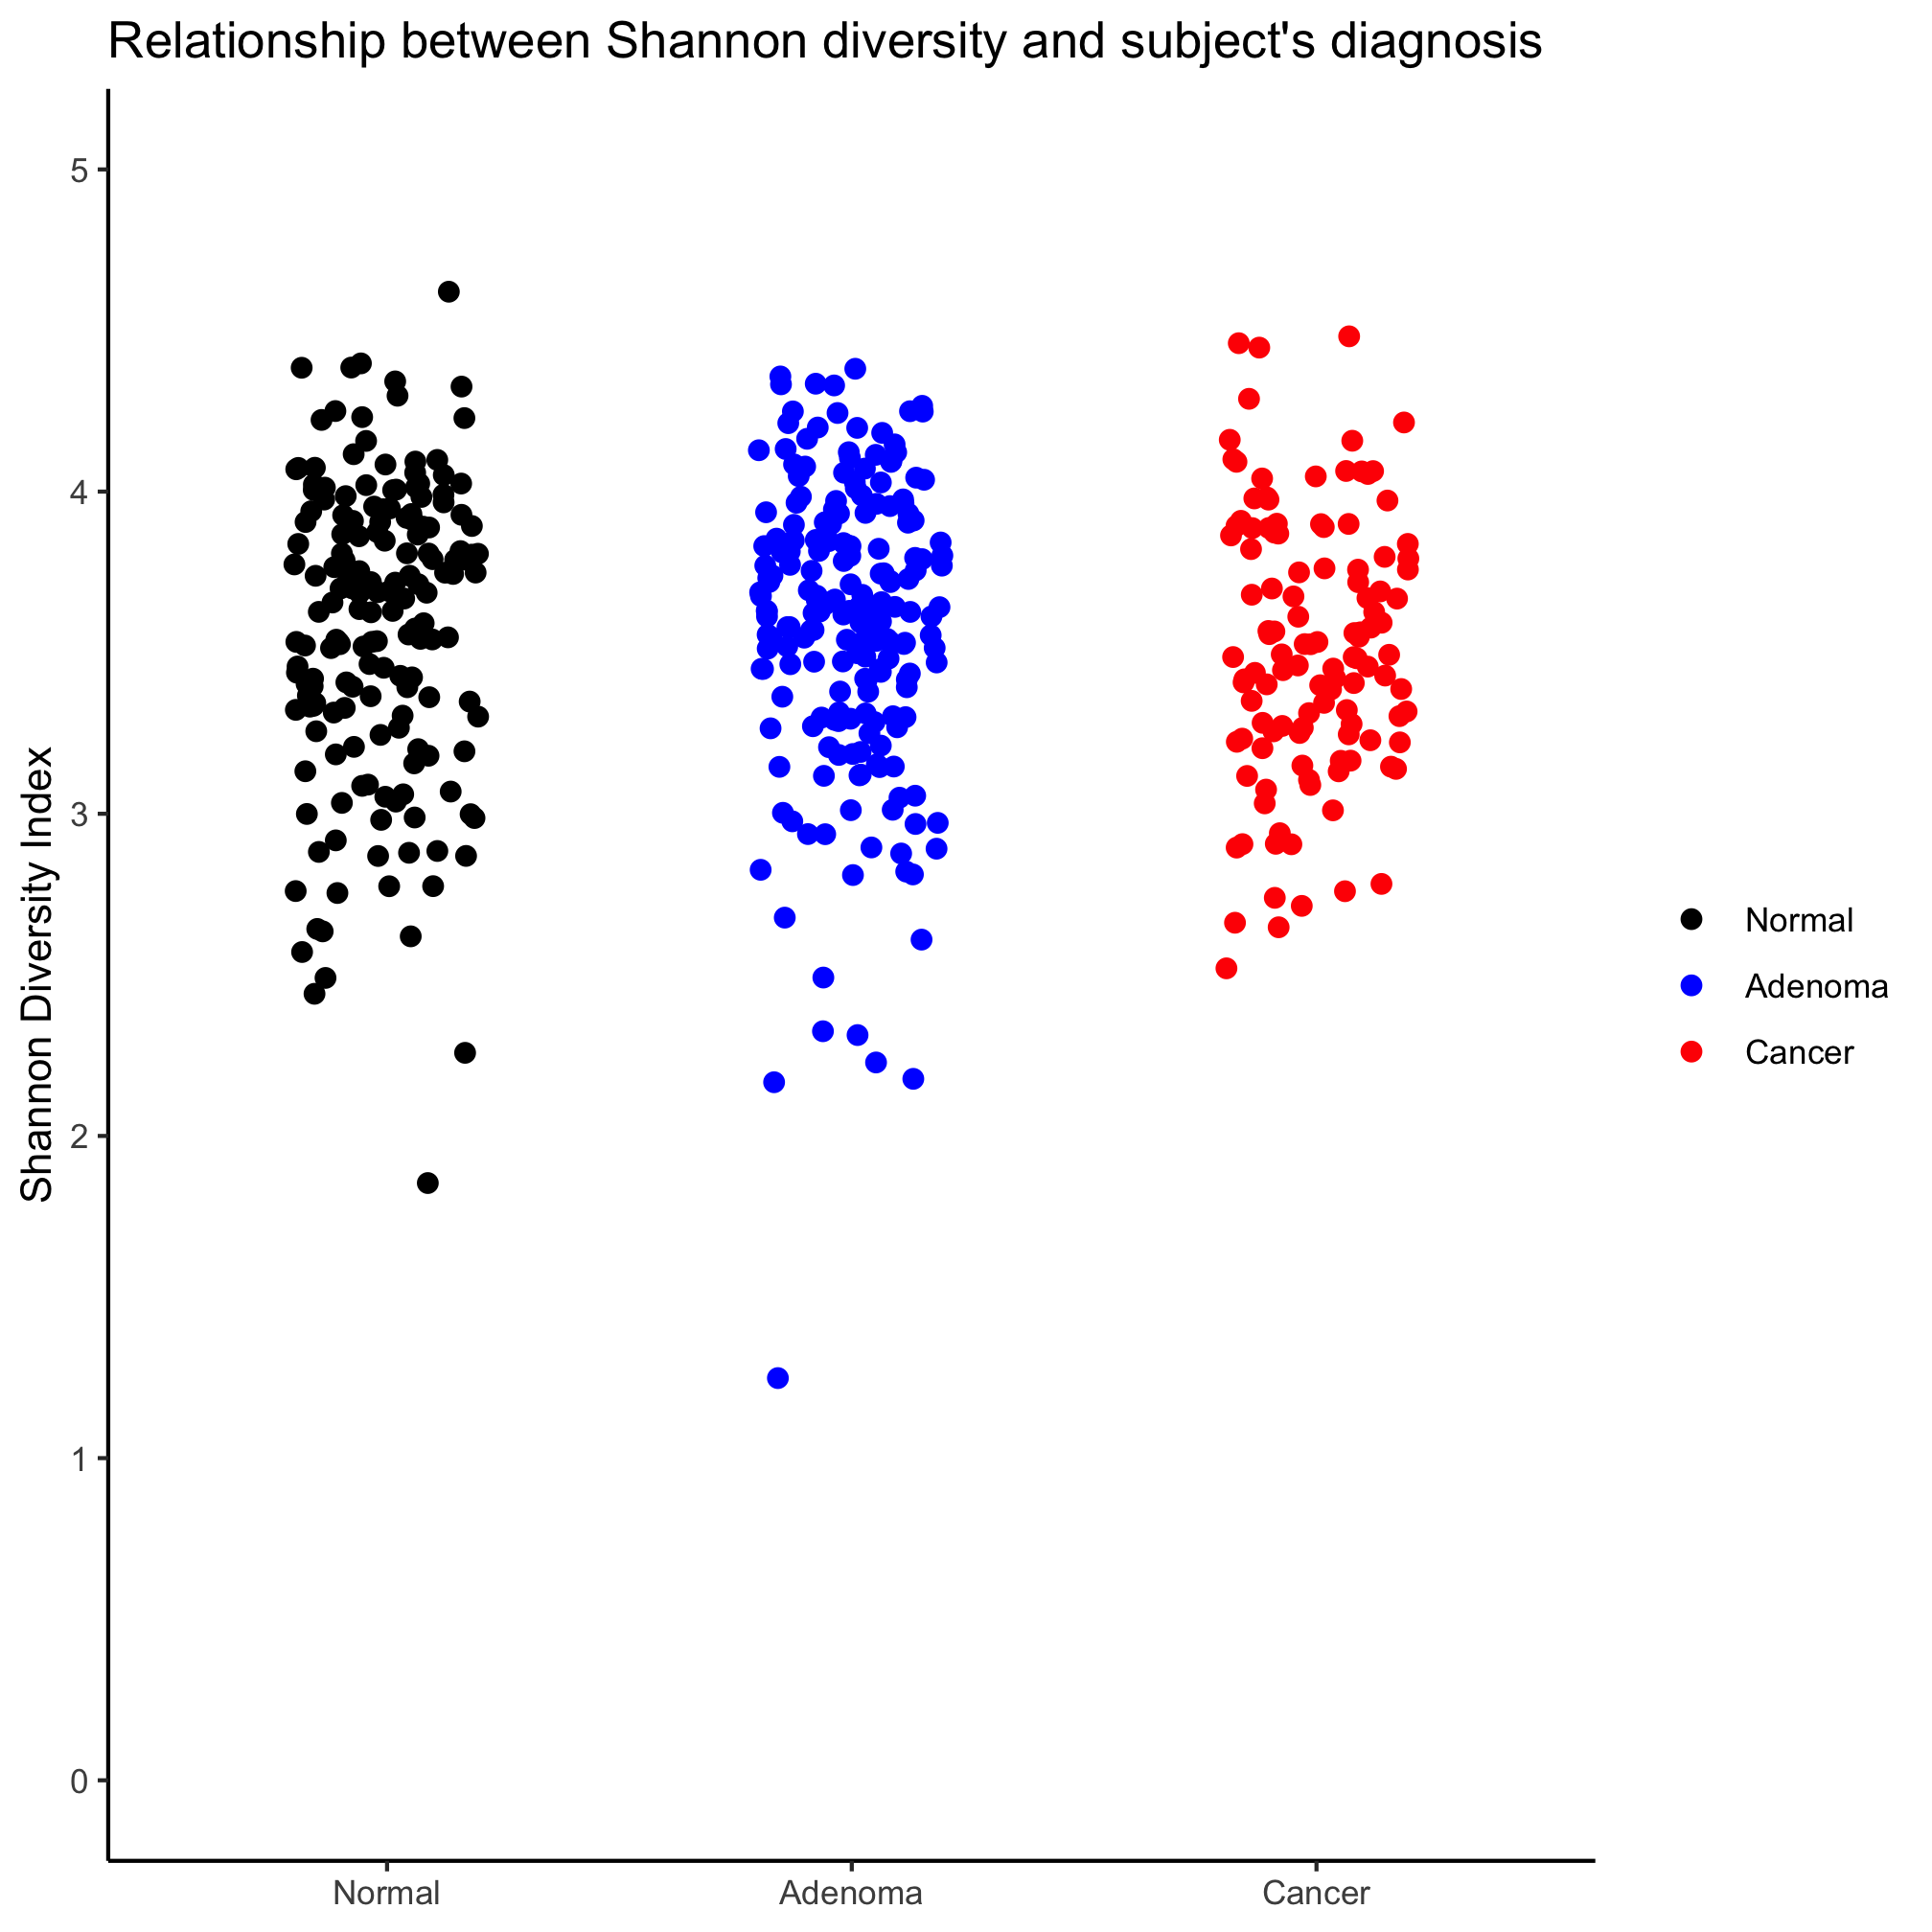 Relationship between Shannon diversity and subject's diagnosis
Shannon Diversity Index
5
4
3
2
1
0
Normal
Adenoma
Cancer
Normal
Adenoma
Cancer